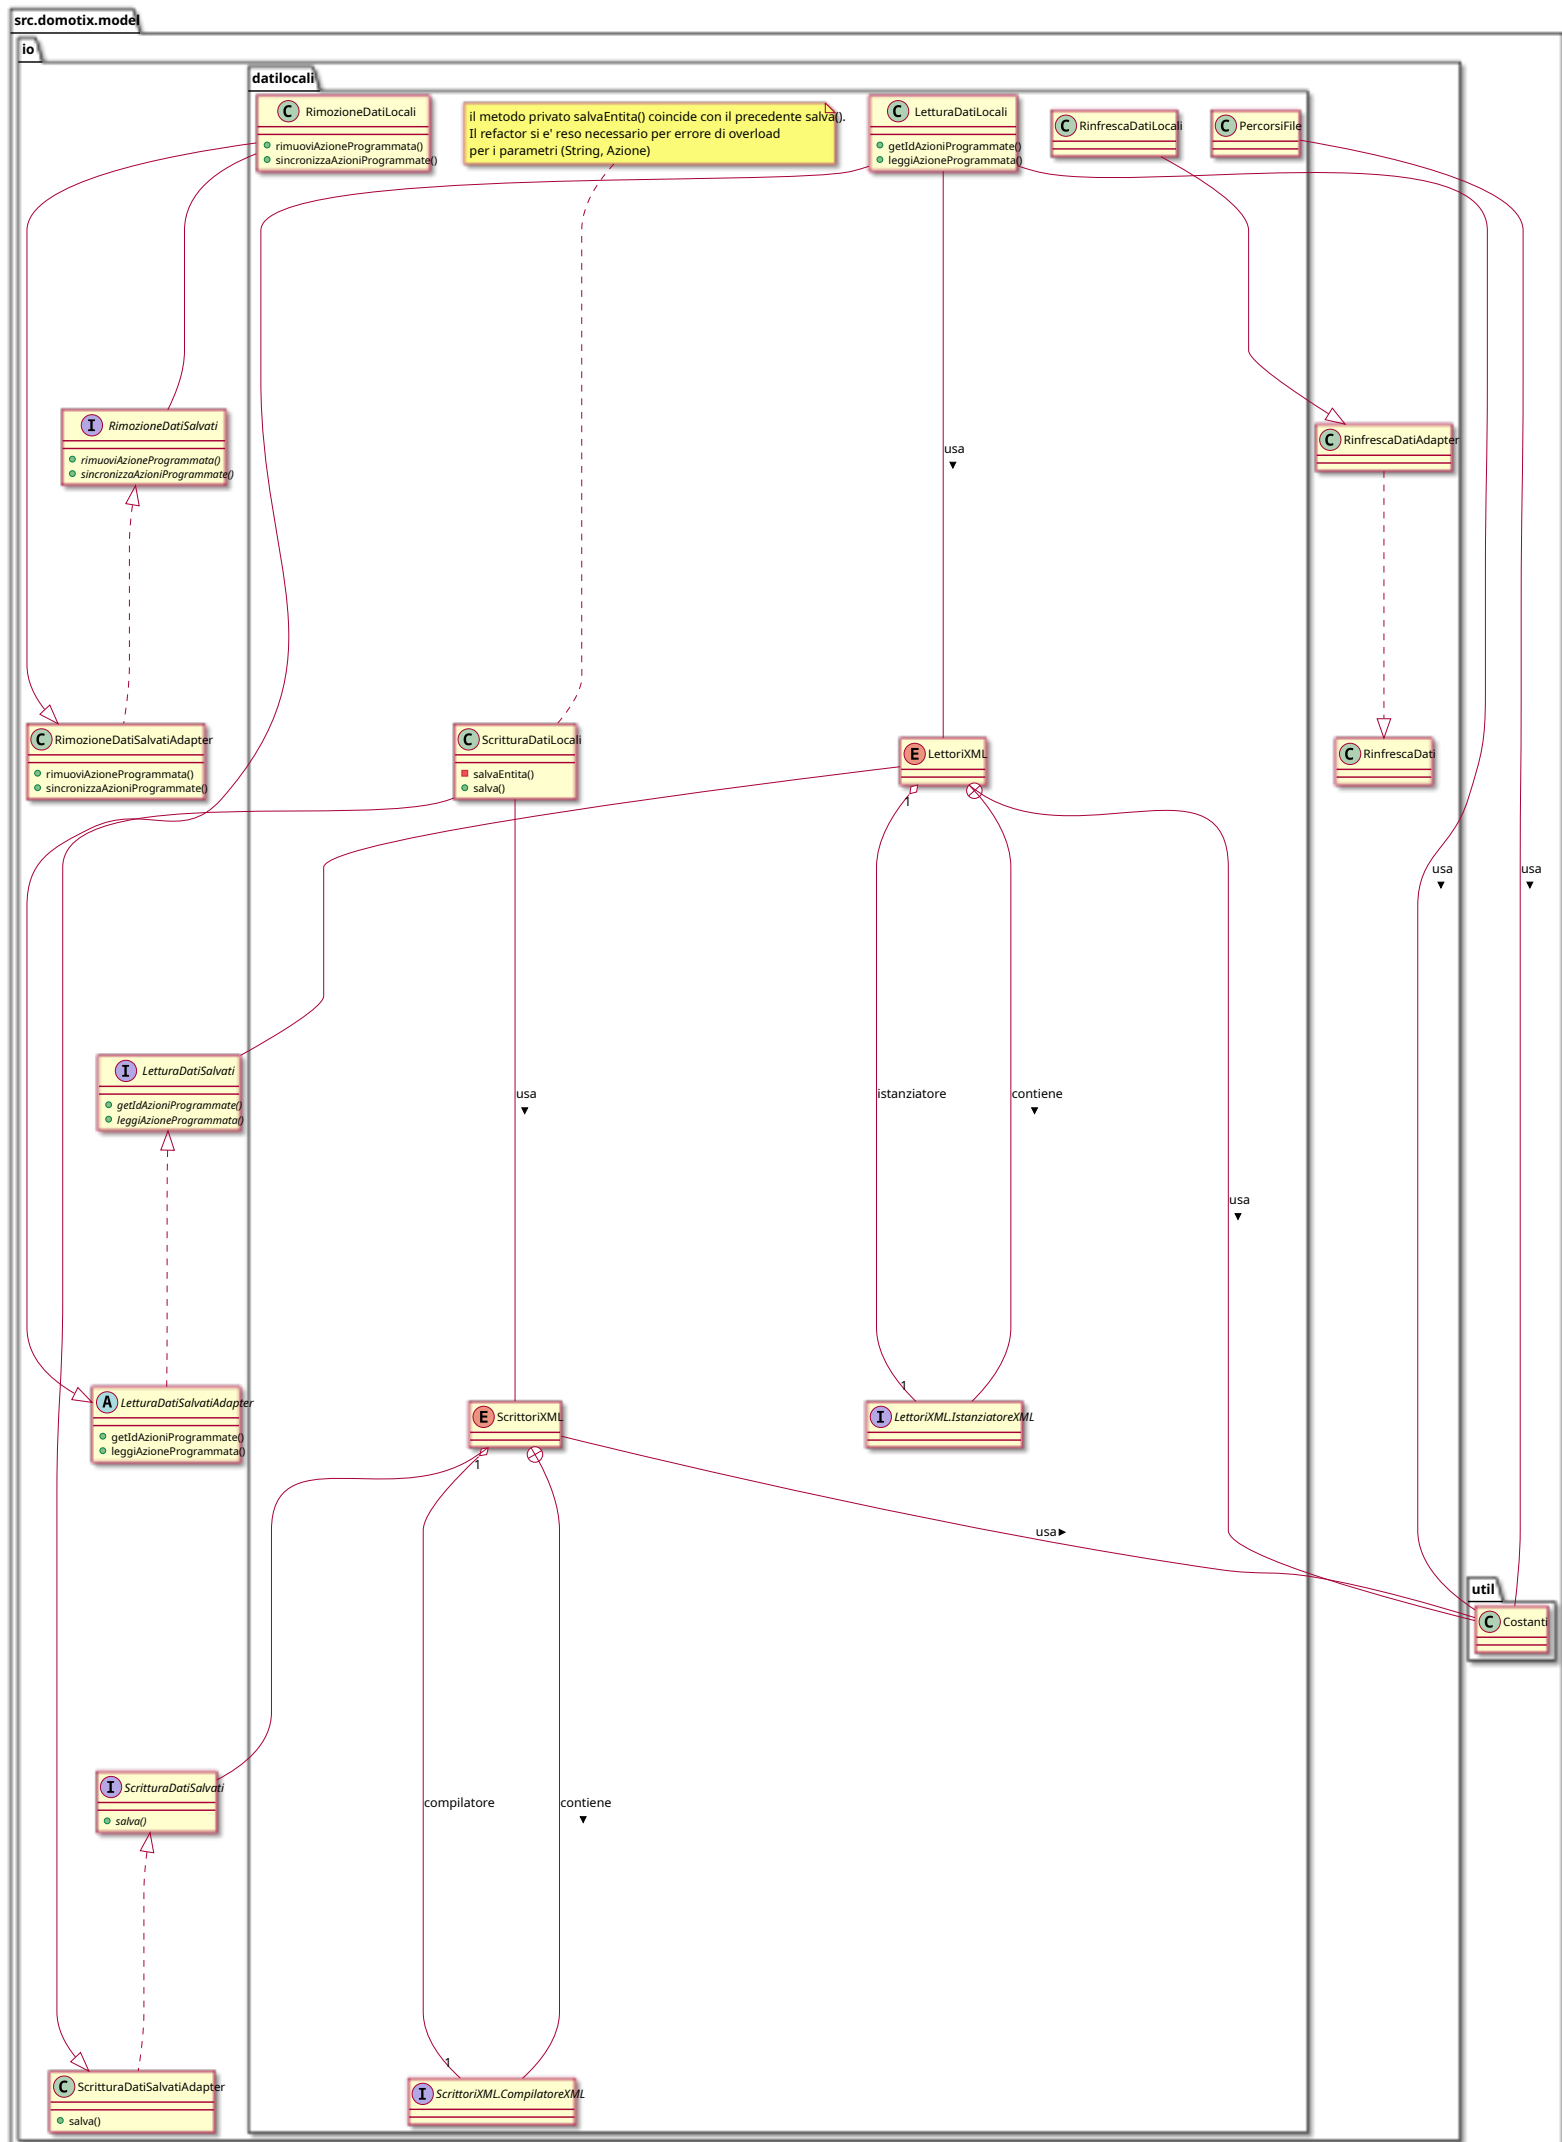 src.domotix.model
io
datilocali
C RimozioneDatiLocali
rimuoviAzioneProgrammata()
sincronizzaAzioniProgrammate()
il metodo privato salvaEntita() coincide con il precedente salva().
Il refactor si e' reso necessario per errore di overload
per i parametri (String, Azione)
C LetturaDatiLocali
getIdAzioniProgrammate()
leggiAzioneProgrammata()
C RinfrescaDatiLocali
C PercorsiFile
I RimozioneDatiSalvati
rimuoviAzioneProgrammata()
sincronizzaAzioniProgrammate()
usa
C RinfrescaDatiAdapter
C RimozioneDatiSalvatiAdapter
rimuoviAzioneProgrammata()
sincronizzaAzioniProgrammate()
C ScritturaDatiLocali
salvaEntita()
salva()
E LettoriXML
1
C RinfrescaDati
usa
usa
I LetturaDatiSalvati
getIdAzioniProgrammate()
leggiAzioneProgrammata()
usa
istanziatore
contiene
usa
A LetturaDatiSalvatiAdapter
getIdAzioniProgrammate()
leggiAzioneProgrammata()
E ScrittoriXML
1
1
I LettoriXML.IstanziatoreXML
usa
util
C Costanti
I ScritturaDatiSalvati
salva()
compilatore
contiene
C ScritturaDatiSalvatiAdapter
salva()
1
I ScrittoriXML.CompilatoreXML